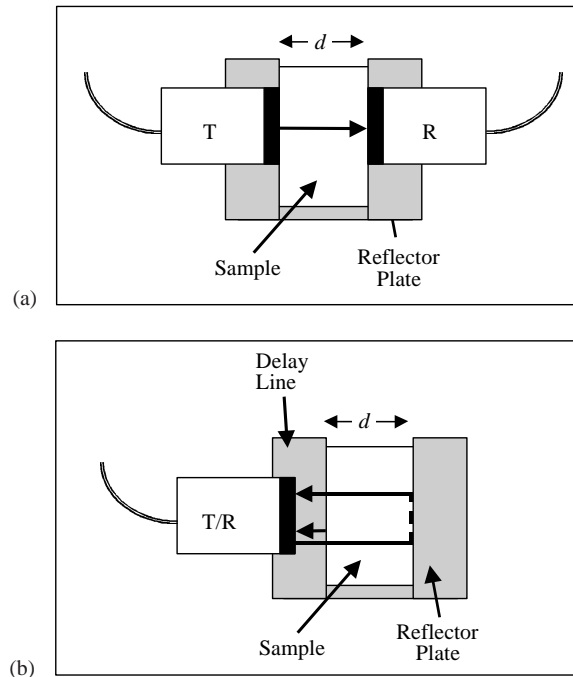 d
T
R
Sample
Reflector
Plate
(a)
Delay
Line
d
T/R
Sample
Reflector
Plate
(b)